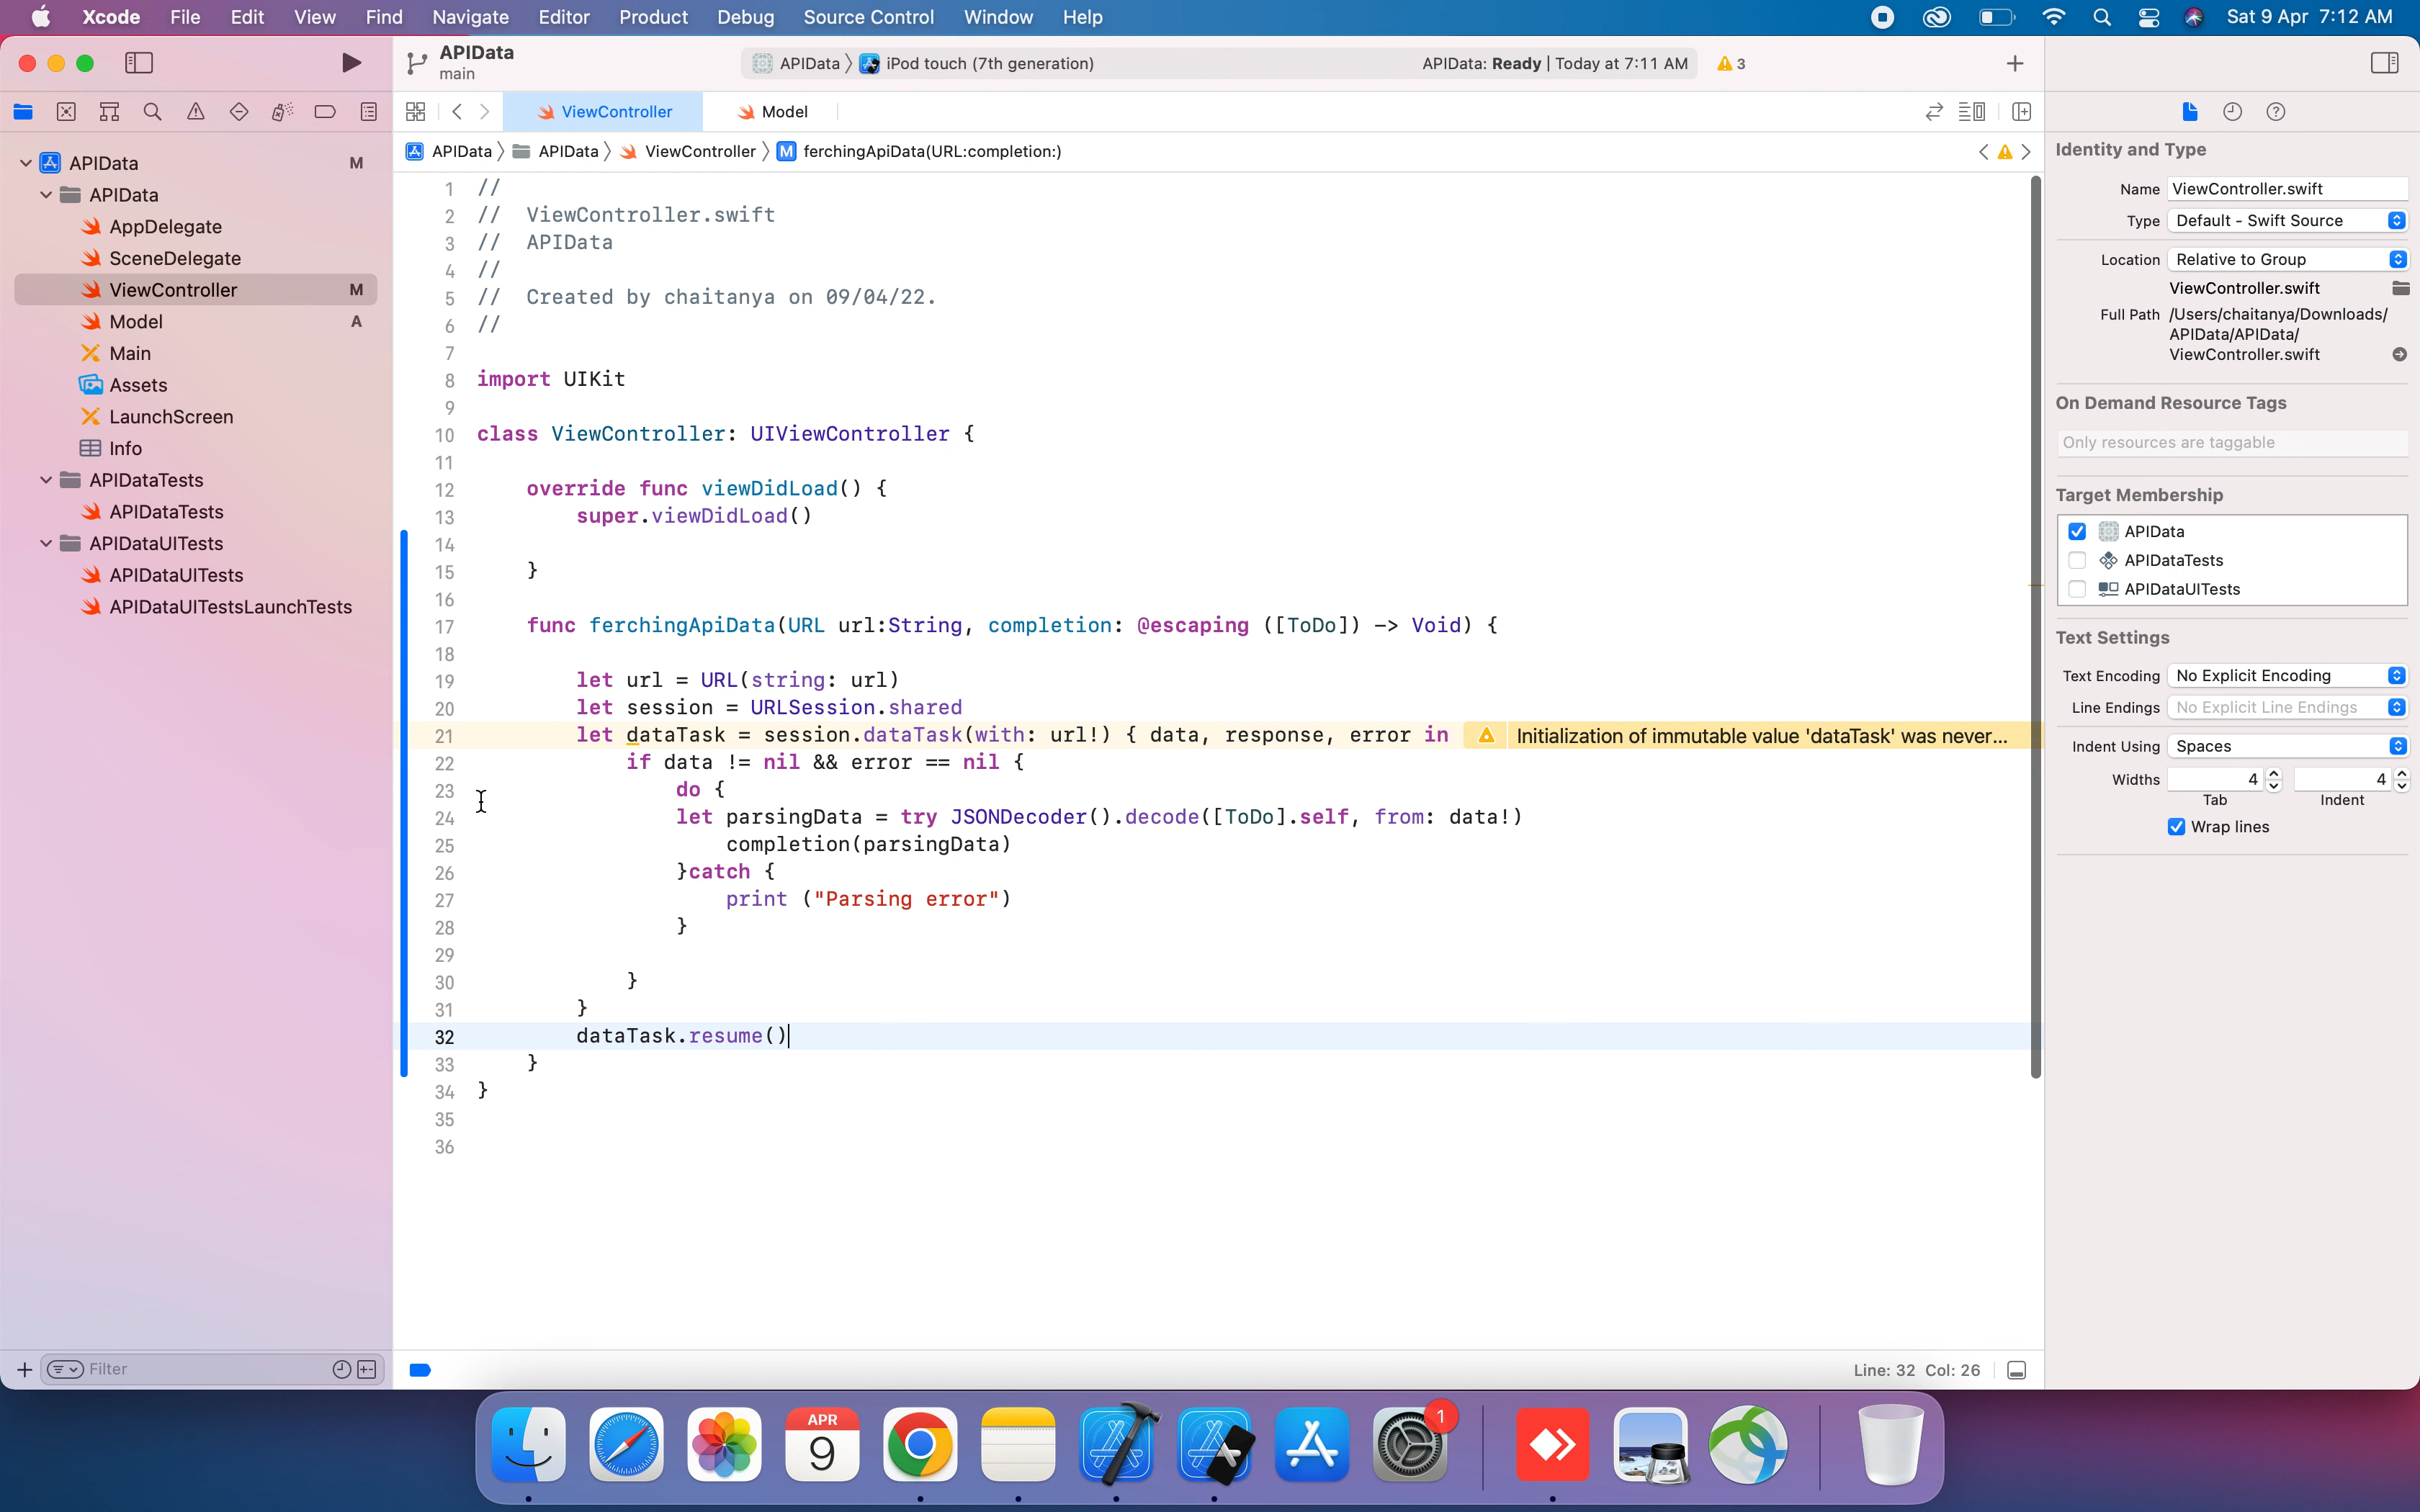 Xcode File Edit View Find Navigate Editor Product Debug Source Control Window Help Sat 9 Apr 7:12 AM
APIData
main
APIData iPod touch (7th generation) APIData: Ready | Today at 7:11 AM 3
ViewController Model
APIData APIData ViewController M ferchingApiData(URL:completion:)
APIData M
APIData
AppDelegate
SceneDelegate
ViewController M
Model A
Main
Assets
LaunchScreen
Info
APIDataTests
APIDataTests
APIDataUITests
APIDataUITests
APIDataUITestsLaunchTests
Filter
1 //
2 // ViewController.swift
3 // APIData
4 //
5 // Created by chaitanya on 09/04/22.
6 //
7
8 import UIKit
9
10 class ViewController: UIViewController {
11
12 override func viewDidLoad() {
13 super.viewDidLoad()
14
15 }
16
17 func ferchingApiData(URL url:String, completion: @escaping ([ToDo]) -> Void) {
18
19 let url = URL(string: url)
20 let session = URLSession.shared
21 let dataTask = session.dataTask(with: url!) { data, response, error in Initialization of immutable value 'dataTask' was never...
22 if data != nil && error == nil {
23 do {
24 let parsingData = try JSONDecoder().decode([ToDo].self, from: data!)
25 completion(parsingData)
26 }catch {
27 print ("Parsing error")
28 }
29
30 }
31 }
32 dataTask.resume()
33 }
34 }
35
36
Line: 32 Col: 26
Identity and Type
Name ViewController.swift
Type Default - Swift Source
Location Relative to Group
ViewController.swift
Full Path /Users/chaitanya/Downloads/
APIData/APIData/
ViewController.swift
On Demand Resource Tags
Only resources are taggable
Target Membership
APIData
APIDataTests
APIDataUITests
Text Settings
Text Encoding No Explicit Encoding
Line Endings No Explicit Line Endings
Indent Using Spaces
Widths 4 4
Tab Indent
Wrap lines
APR
9
1